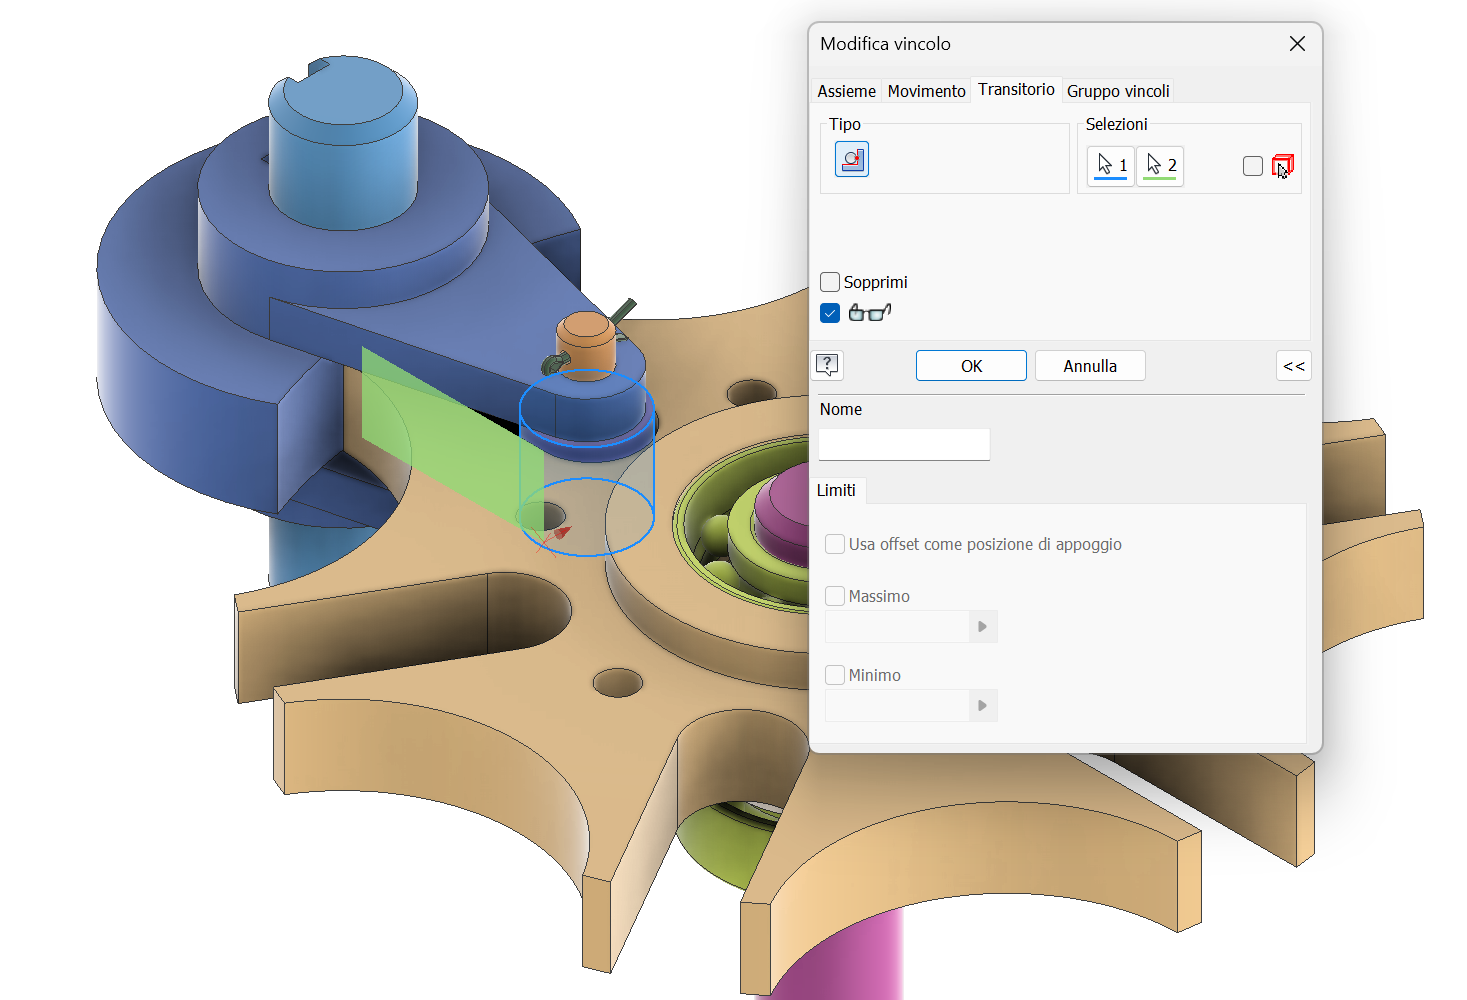 Modifica vincolo
Assieme Movimento Transitorio Gruppo vincoli
Tipo Selezioni
1 2
Sopprimi
? OK Annulla <<
Nome
Limiti
Usa offset come posizione di appoggio
Massimo
Minimo